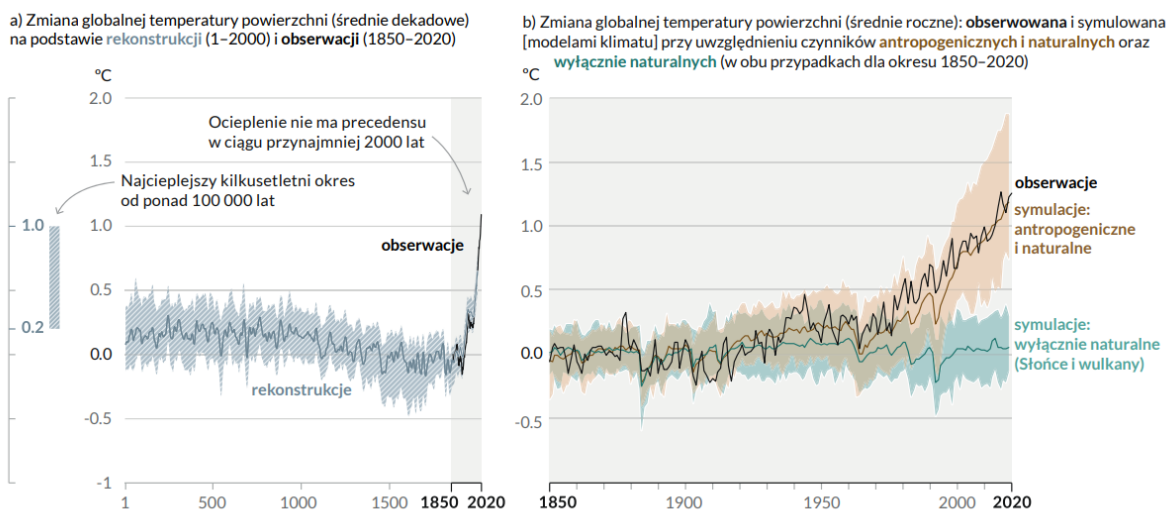 a) Zmiana globalnej temperatury powierzchni (średnie dekadowe)
na podstawie rekonstrukcji (1–2000) i obserwacji (1850–2020)
°C
2.0
1.5
1.0
0.5
0.0
-0.5
-1
1.0
0.2
Ocieplenie nie ma precedensu
w ciągu przynajmniej 2000 lat
Najcieplejszy kilkusetletni okres
od ponad 100 000 lat
obserwacje
rekonstrukcje
1 500 1000 1500 1850 2020
b) Zmiana globalnej temperatury powierzchni (średnie roczne): obserwowana i symulowana
[modelami klimatu] przy uwzględnieniu czynników antropogenicznych i naturalnych oraz
wyłącznie naturalnych (w obu przypadkach dla okresu 1850–2020)
°C
2.0
1.5
1.0
0.5
0.0
-0.5
obserwacje
symulacje:
antropogeniczne
i naturalne
symulacje:
wyłącznie naturalne
(Słońce i wulkany)
1850 1900 1950 2000 2020